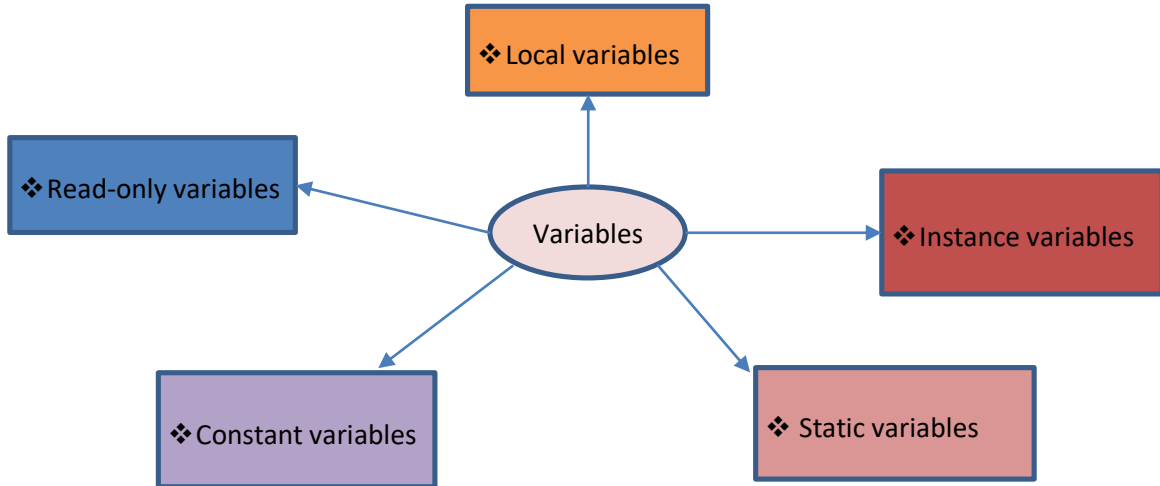 ❖ Local variables
❖ Read-only variables
Variables
❖ Instance variables
❖ Constant variables
❖ Static variables